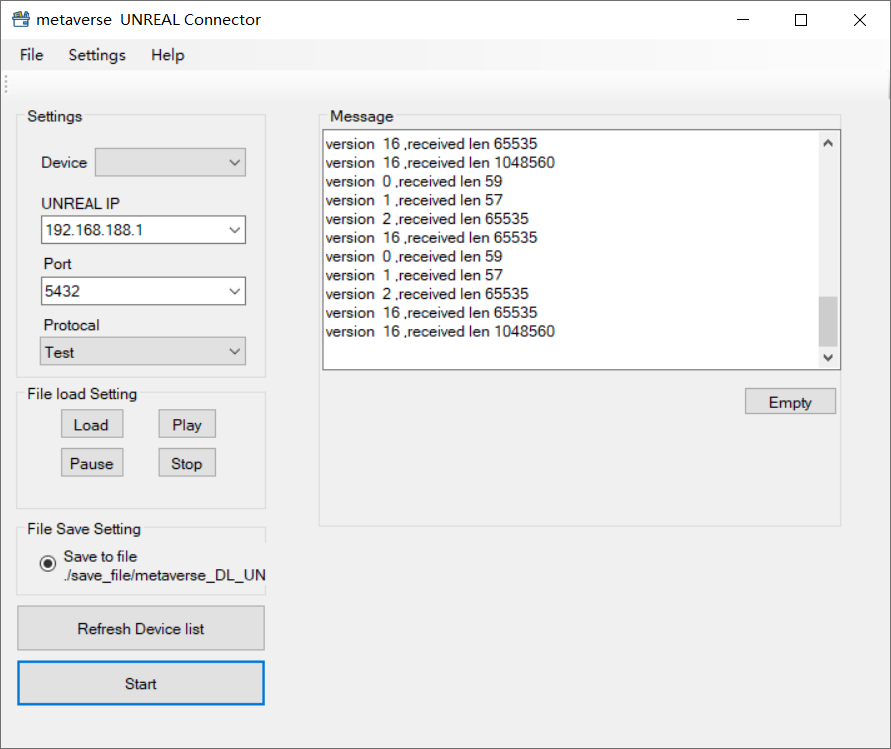 metaverse  UNREAL Connector
File Settings Help
Settings
Device
UNREAL IP
192.168.188.1
Port
5432
Protocal
Test
File load Setting
Load Play
Pause Stop
File Save Setting
Save to file
./save_file/metaverse_DL_UN
Refresh Device list
Start
Message
version  16 ,received len 65535
version  16 ,received len 1048560
version  0 ,received len 59
version  1 ,received len 57
version  2 ,received len 65535
version  16 ,received len 65535
version  0 ,received len 59
version  1 ,received len 57
version  2 ,received len 65535
version  16 ,received len 65535
version  16 ,received len 1048560
Empty